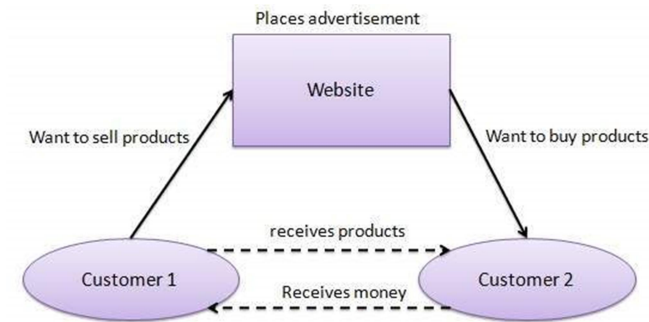 Places advertisement
Website
Want to sell products
Want to buy products
receives products
Customer 1
Customer 2
Receives money